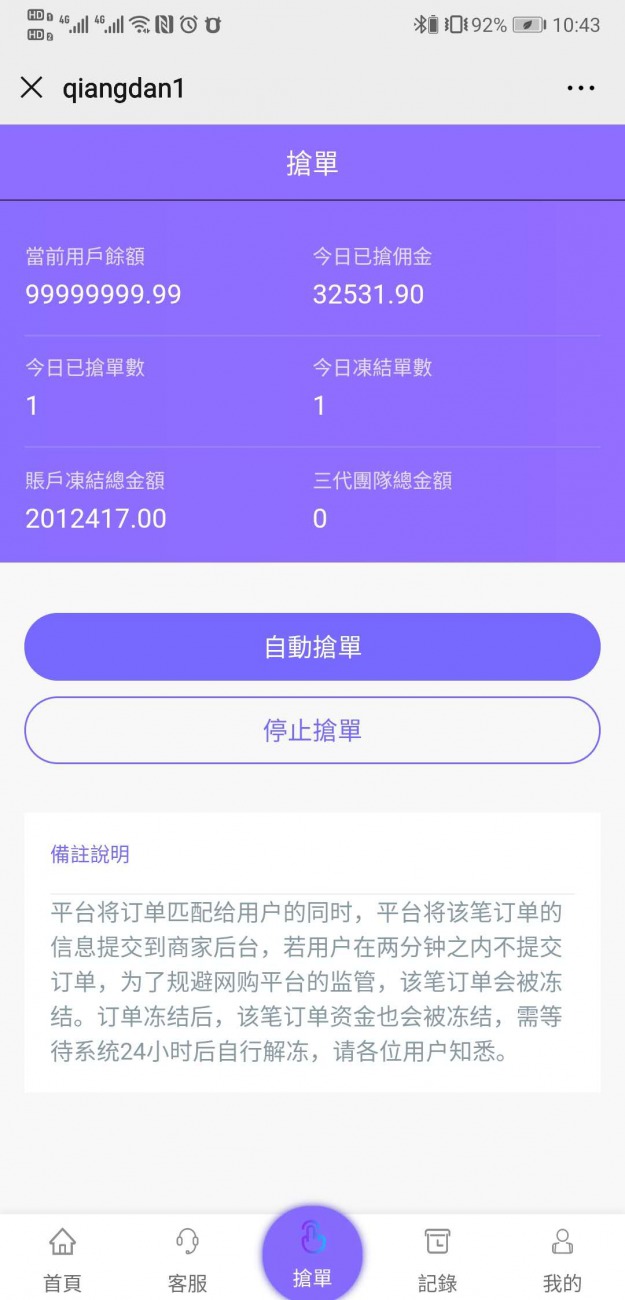 HD 1 4G 4G 92% 10:43
HD 2
qiangdan1
搶單
當前用戶餘額 今日已搶佣金
99999999.99 32531.90
今日已搶單數 今日凍結單數
1 1
賬戶凍結總金額 三代團隊總金額
2012417.00 0
自動搶單
停止搶單
備註說明
平台将订单匹配给用户的同时，平台将该笔订单的
信息提交到商家后台，若用户在两分钟之内不提交
订单，为了规避网购平台的监管，该笔订单会被冻
结。订单冻结后，该笔订单资金也会被冻结，需等
待系统24小时后自行解冻，请各位用户知悉。
首頁 客服 搶單 記錄 我的